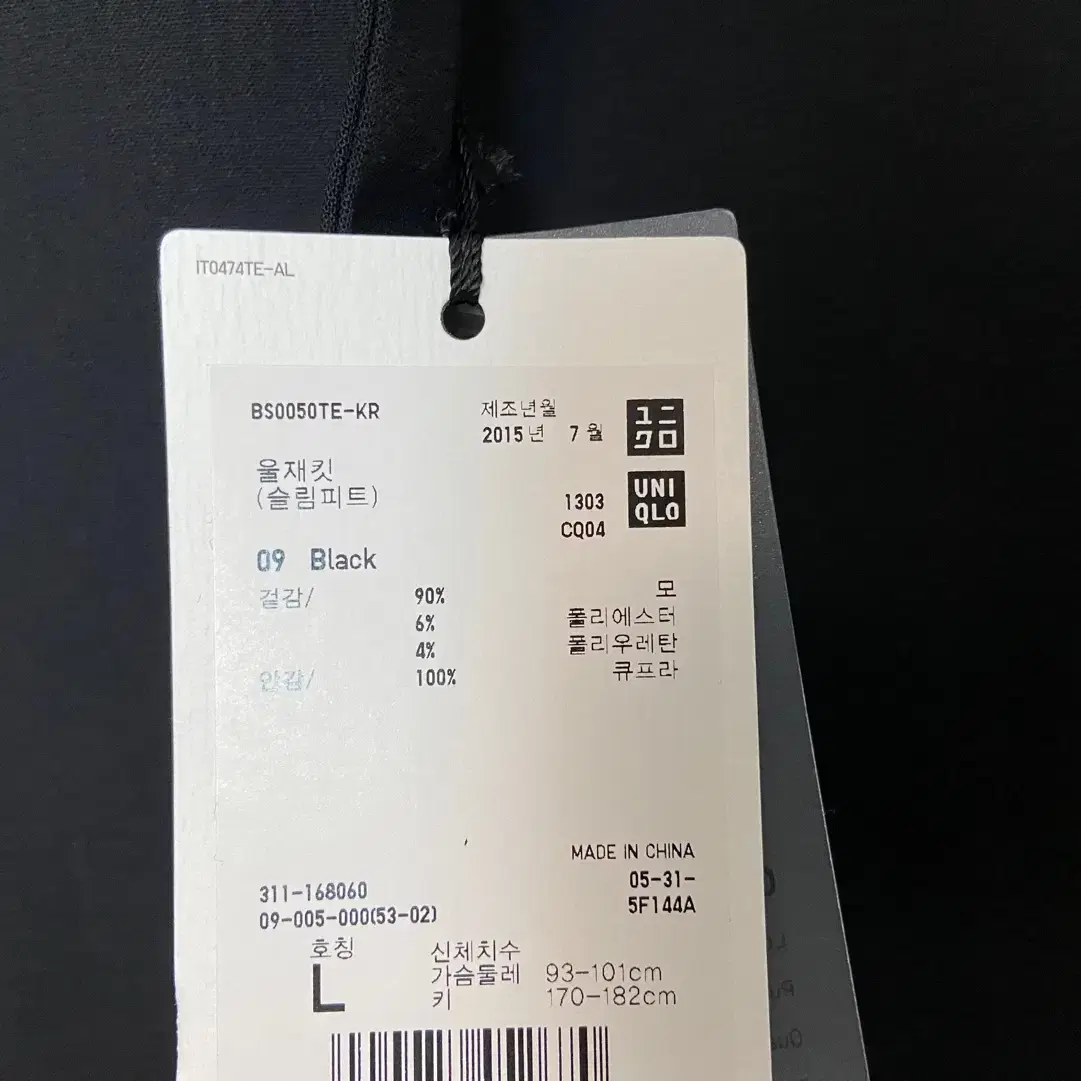 IT0474TE-AL
BS0050TE-KR
제조년월
2015년 7월
ユニ
クロ
울재킷
(슬림피트)
UNI
QLO
1303
CQ04
09 Black
겉감/ 90% 모
6% 폴리에스터
4% 폴리우레탄
안감/ 100% 큐프라
MADE IN CHINA
311-168060 05-31-
09-005-000(53-02) 5F144A
호칭 신체치수
L 가슴둘레 93-101cm
키 170-182cm